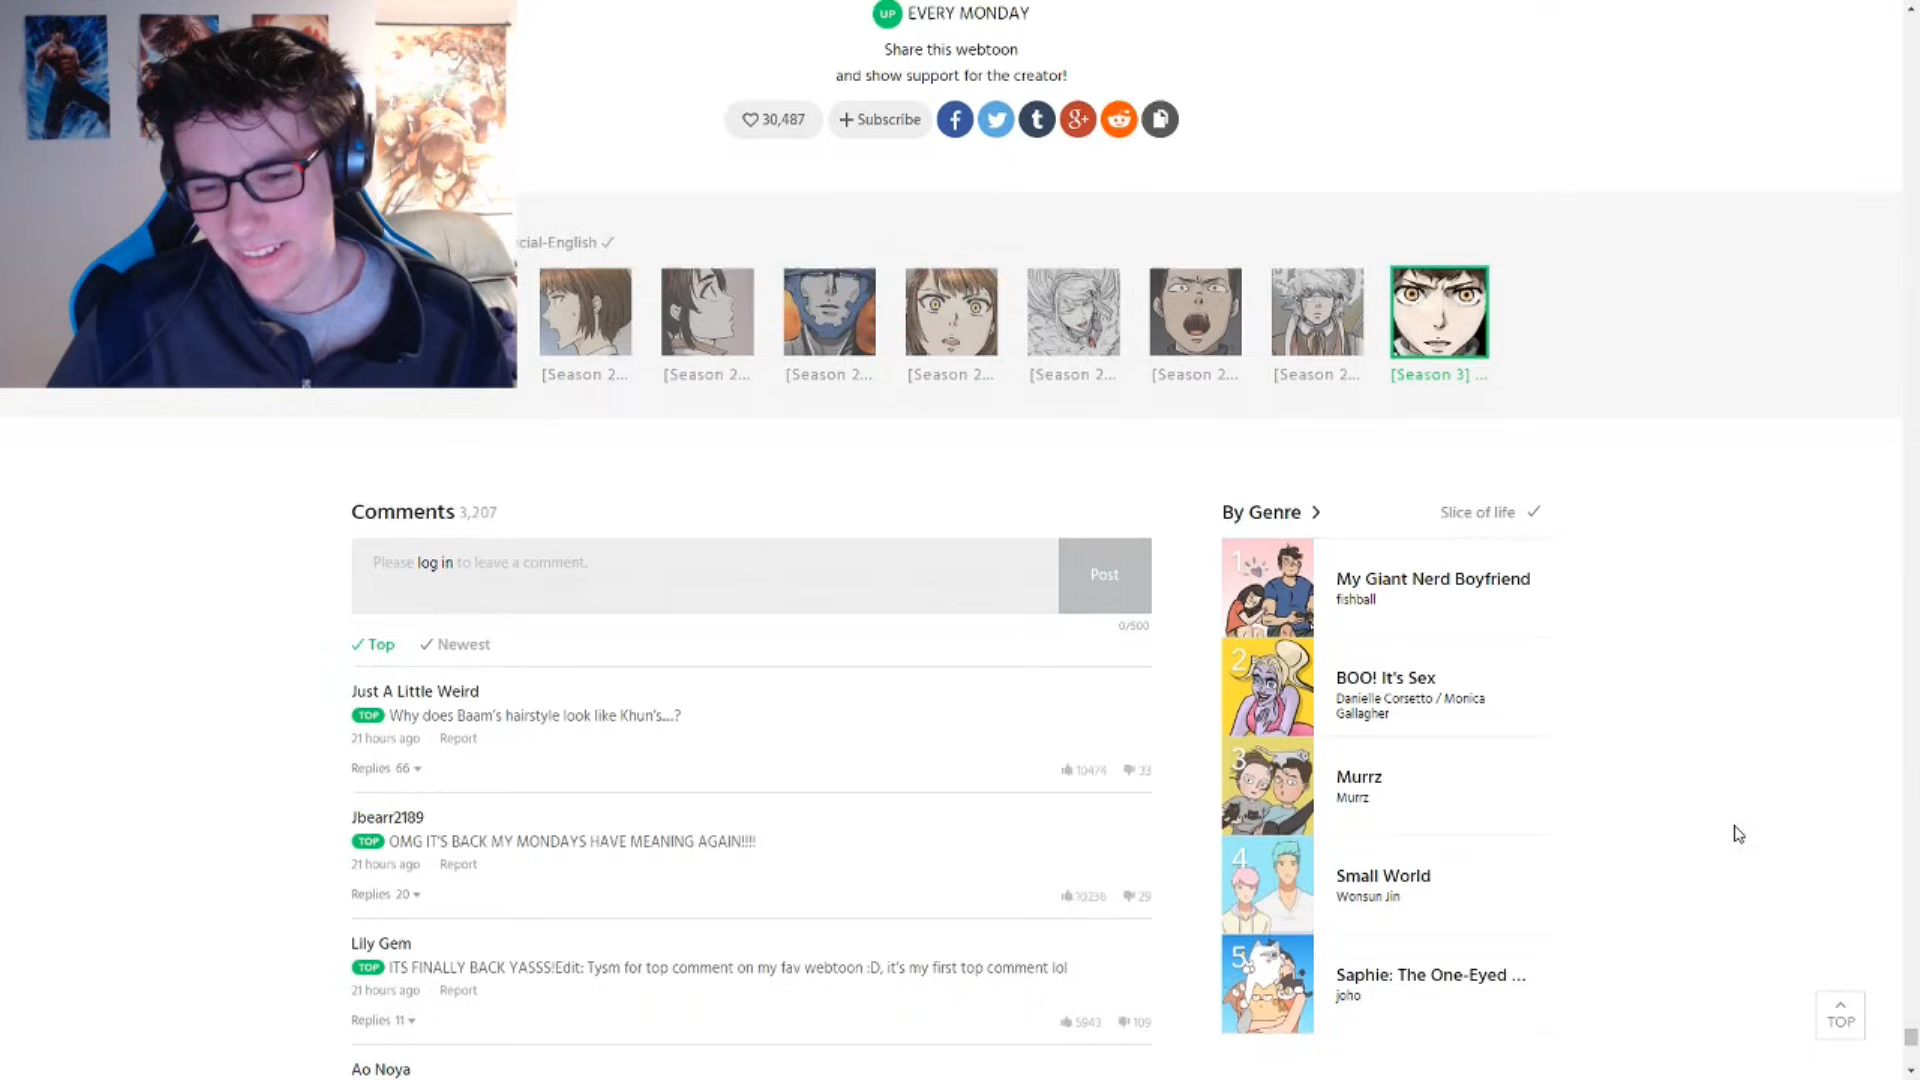 UP EVERY MONDAY
Share this webtoon
and show support for the creator!
30,487
+ Subscribe
f
t
g+
cial-English
[Season 2...
[Season 2...
[Season 2...
[Season 2...
[Season 2...
[Season 2...
[Season 2...
[Season 3] ...
Comments 3,207
Please log in to leave a comment.
Post
0/500
Top
Newest
Just A Little Weird
TOP Why does Baam's hairstyle look like Khun's....?
21 hours ago Report
Replies 66
10474 33
Jbearr2189
TOP OMG IT'S BACK MY MONDAYS HAVE MEANING AGAIN!!!!
21 hours ago Report
Replies 20
10236 29
Lily Gem
TOP ITS FINALLY BACK YASSS!Edit: Tysm for top comment on my fav webtoon :D, it's my first top comment lol
21 hours ago Report
Replies 11
5943 109
Ao Noya
By Genre
Slice of life
1
My Giant Nerd Boyfriend
fishball
2
BOO! It's Sex
Danielle Corsetto / Monica
Gallagher
3
Murrz
Murrz
4
Small World
Wonsun Jin
5
Saphie: The One-Eyed ...
joho
TOP